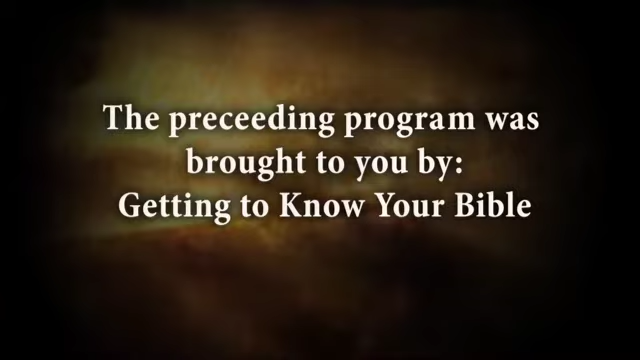 The preceeding program was
brought to you by:
Getting to Know Your Bible